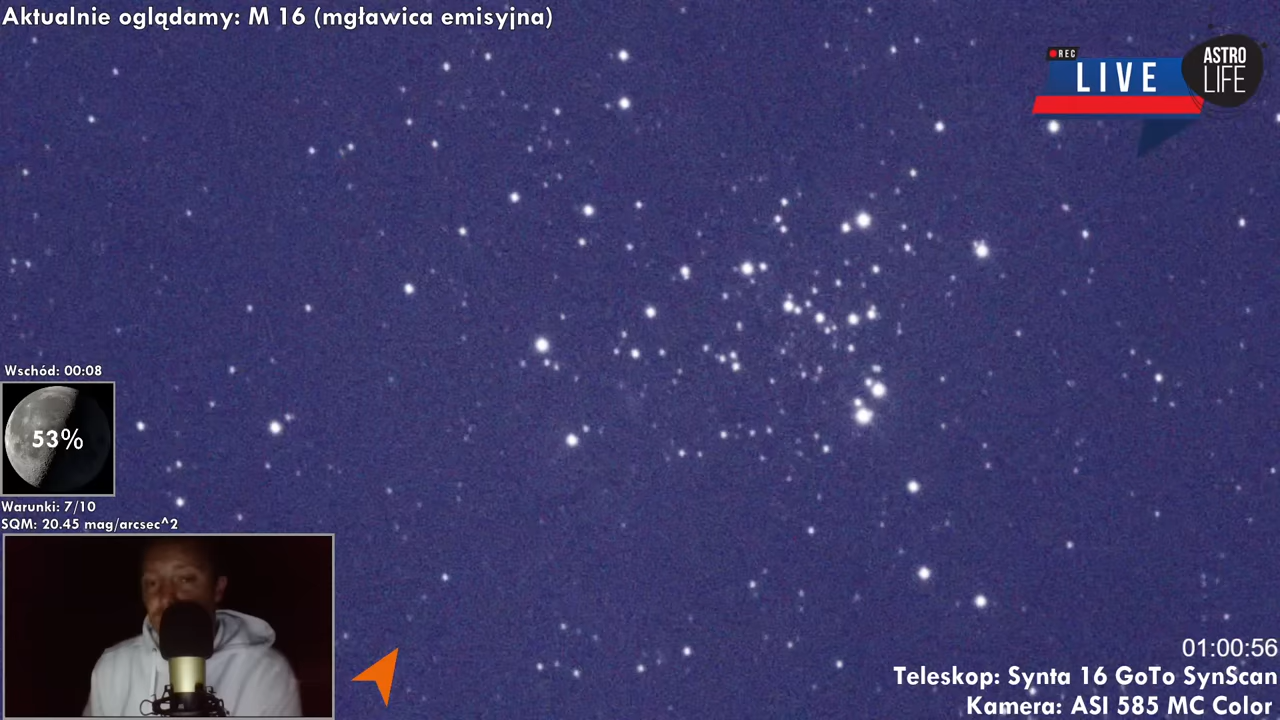 Aktualnie oglądamy: M 16 (mgławica emisyjna)
REC
LIVE
ASTRO
LIFE
Wschód: 00:08
53%
Warunki: 7/10
SQM: 20.45 mag/arcsec^2
01:00:56
Teleskop: Synta 16 GoTo SynScan
Kamera: ASI 585 MC Color